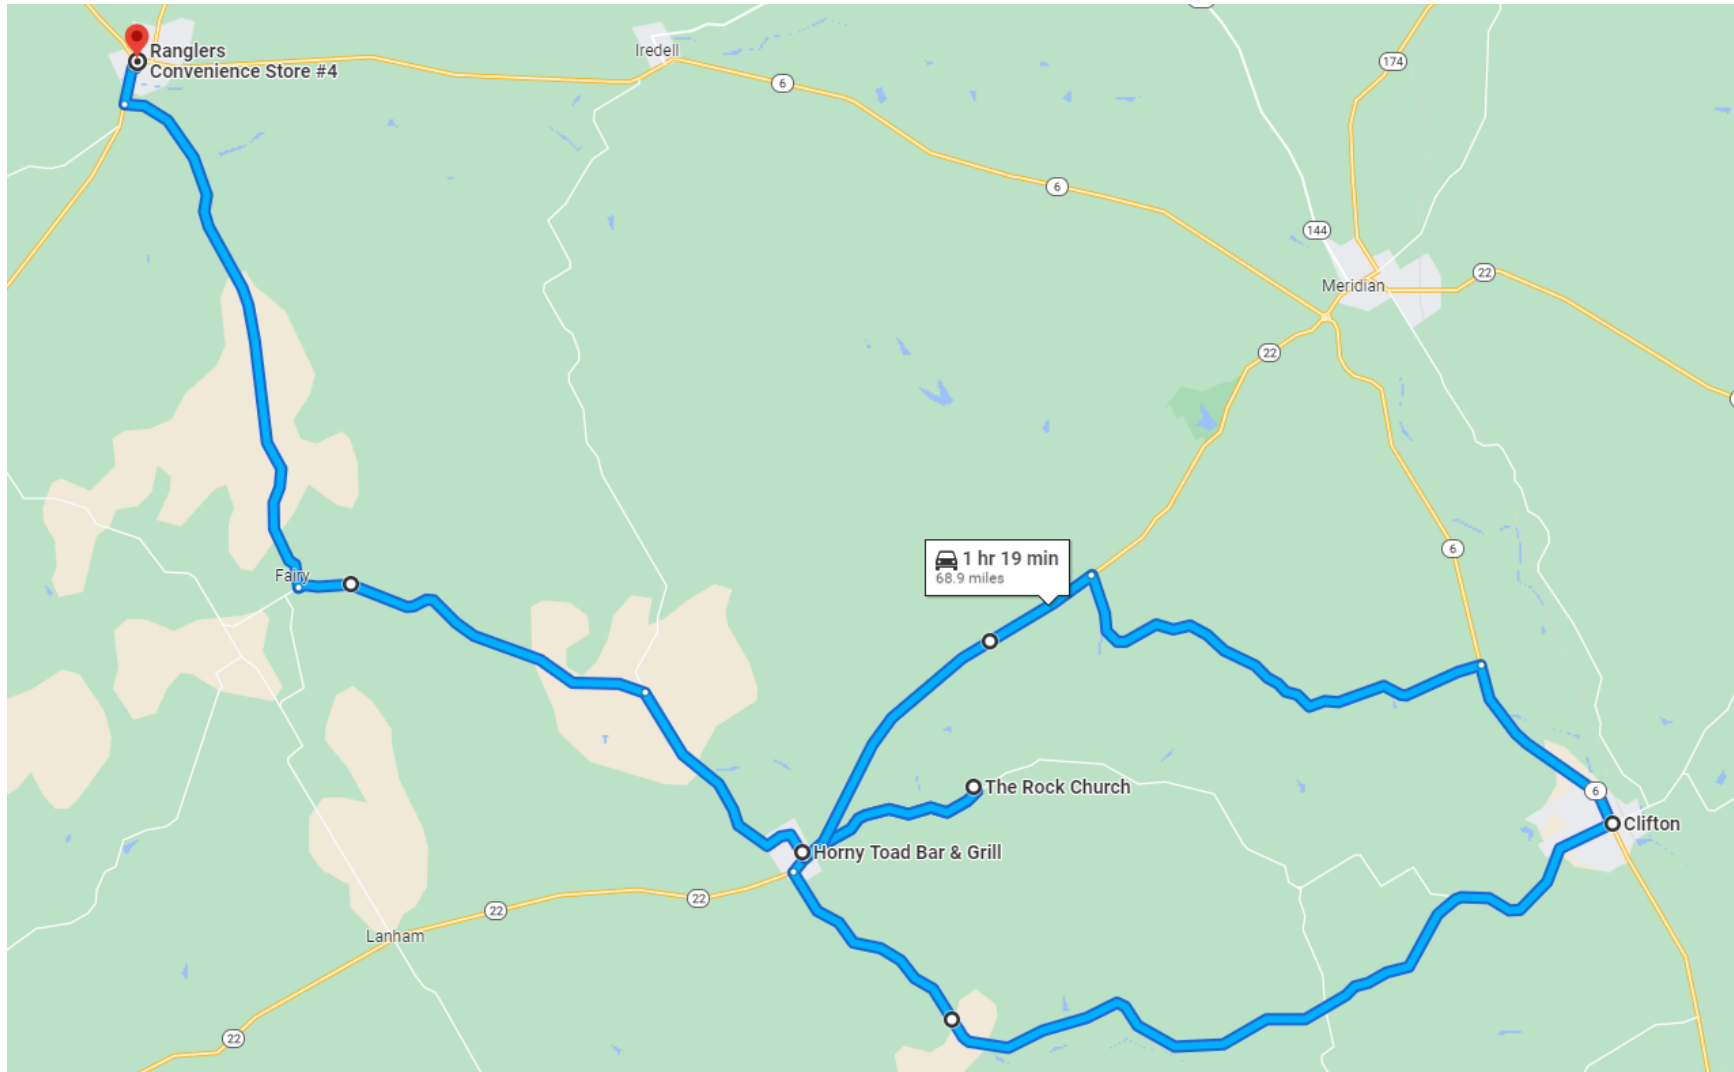 Ranglers
Convenience Store #4
Iredell
6
174
6
144
22
Meridian
22
6
Fairy
1 hr 19 min
68.9 miles
The Rock Church
6
Clifton
Horny Toad Bar & Grill
22
22
Lanham
22